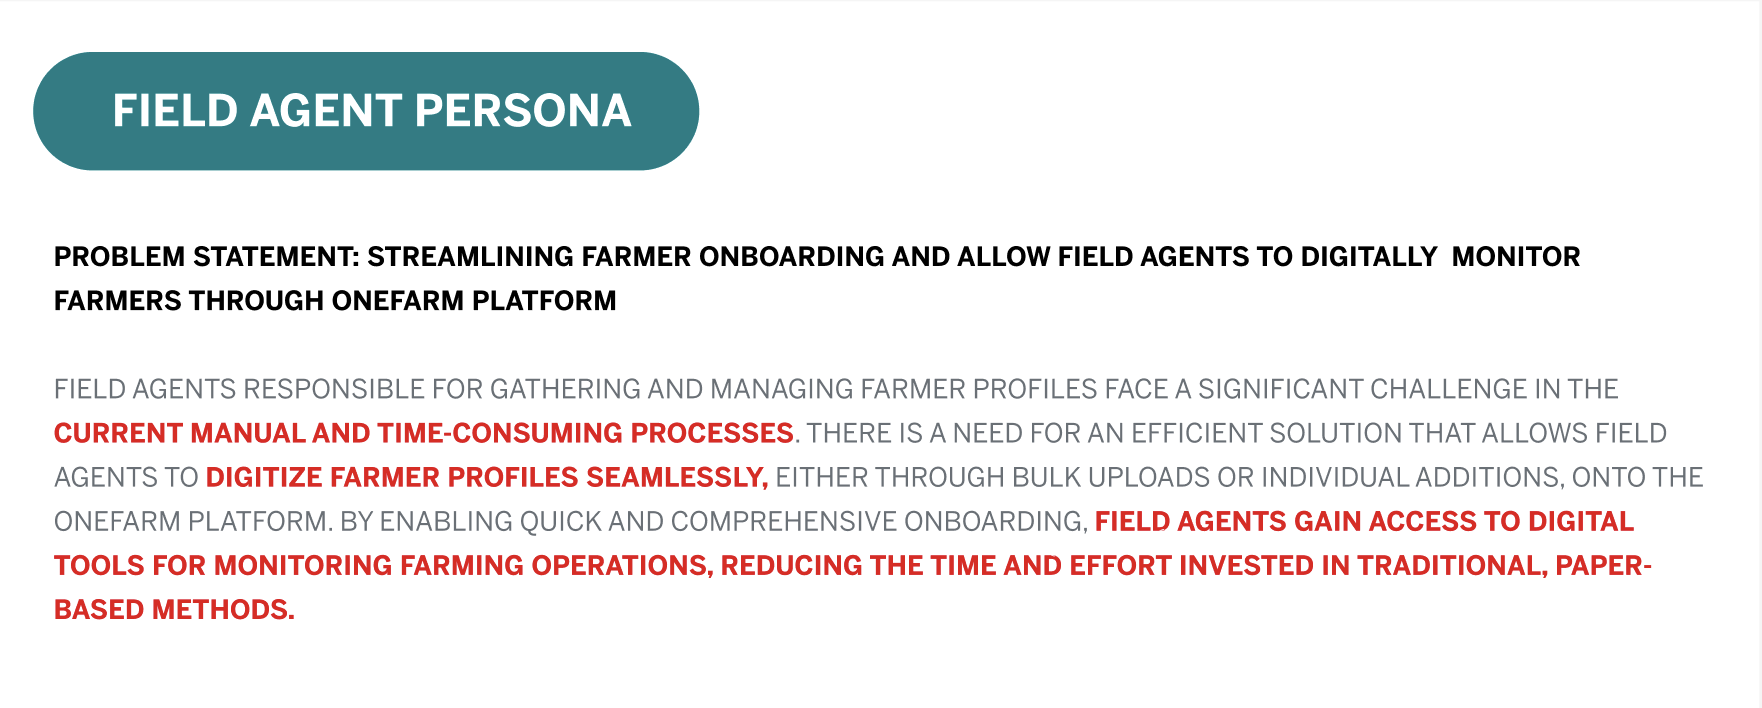 FIELD AGENT PERSONA
PROBLEM STATEMENT: STREAMLINING FARMER ONBOARDING AND ALLOW FIELD AGENTS TO DIGITALLY  MONITOR
FARMERS THROUGH ONEFARM PLATFORM
FIELD AGENTS RESPONSIBLE FOR GATHERING AND MANAGING FARMER PROFILES FACE A SIGNIFICANT CHALLENGE IN THE
CURRENT MANUAL AND TIME-CONSUMING PROCESSES. THERE IS A NEED FOR AN EFFICIENT SOLUTION THAT ALLOWS FIELD
AGENTS TO DIGITIZE FARMER PROFILES SEAMLESSLY, EITHER THROUGH BULK UPLOADS OR INDIVIDUAL ADDITIONS, ONTO THE
ONEFARM PLATFORM. BY ENABLING QUICK AND COMPREHENSIVE ONBOARDING, FIELD AGENTS GAIN ACCESS TO DIGITAL
TOOLS FOR MONITORING FARMING OPERATIONS, REDUCING THE TIME AND EFFORT INVESTED IN TRADITIONAL, PAPER-
BASED METHODS.